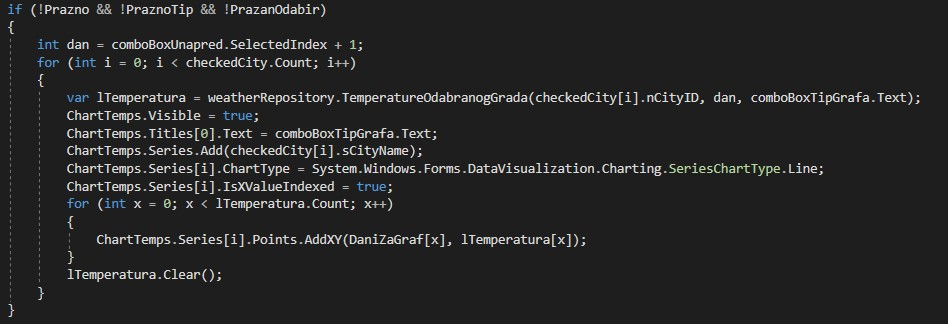 if (!Prazno && !PraznoTip && !PrazanOdabir)
{
int dan = comboBoxUnapred.SelectedIndex + 1;
for (int i = 0; i < checkedCity.Count; i++)
{
var lTemperatura = weatherRepository.TemperatureOdabranogGrada(checkedCity[i].nCityID, dan, comboBoxTipGrafa.Text);
ChartTemps.Visible = true;
ChartTemps.Titles[0].Text = comboBoxTipGrafa.Text;
ChartTemps.Series.Add(checkedCity[i].sCityName);
ChartTemps.Series[i].ChartType = System.Windows.Forms.DataVisualization.Charting.SeriesChartType.Line;
ChartTemps.Series[i].IsXValueIndexed = true;
for (int x = 0; x < lTemperatura.Count; x++)
{
ChartTemps.Series[i].Points.AddXY(DaniZaGraf[x], lTemperatura[x]);
}
lTemperatura.Clear();
}
}